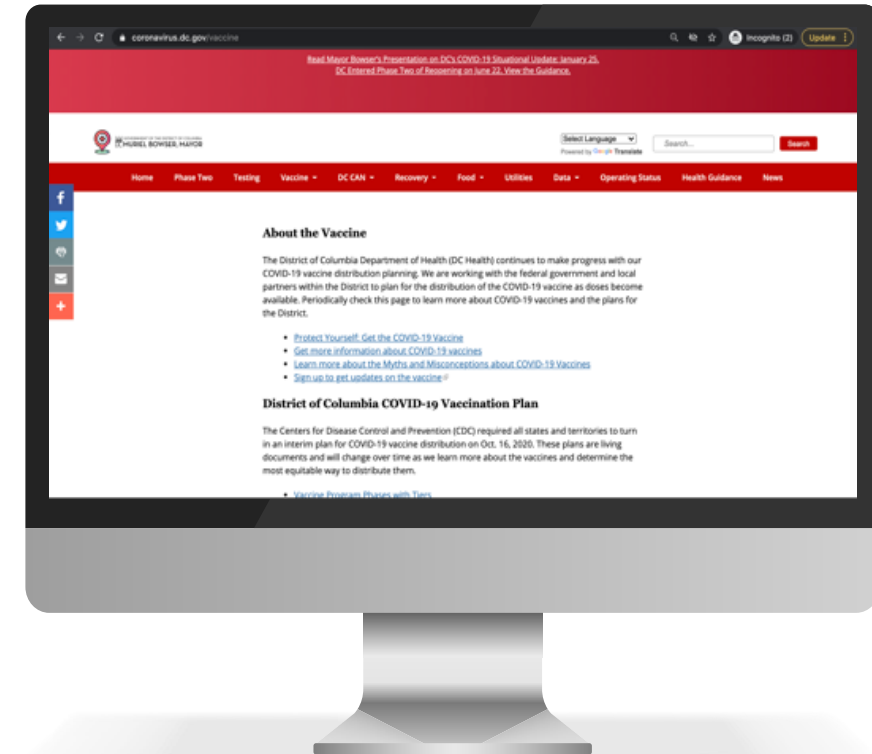 coronavirus.dc.gov/vaccine
Incognito (2)
Update
Read Mayor Bowser's Presentation on DC's COVID-19 Situational Update: January 25.
DC Entered Phase Two of Reopening on June 22. View the Guidance.
GOVERNMENT OF THE DISTRICT OF COLUMBIA
MURIEL BOWSER, MAYOR
Select Language
Powered by Google Translate
Search...
Search
Home Phase Two Testing Vaccine DC CAN Recovery Food Utilities Data Operating Status Health Guidance News
About the Vaccine
The District of Columbia Department of Health (DC Health) continues to make progress with our
COVID-19 vaccine distribution planning. We are working with the federal government and local
partners within the District to plan for the distribution of the COVID-19 vaccine as doses become
available. Periodically check this page to learn more about COVID-19 vaccines and the plans for
the District.
• Protect Yourself: Get the COVID-19 Vaccine
• Get more information about COVID-19 vaccines
• Learn more about the Myths and Misconceptions about COVID-19 Vaccines
• Sign up to get updates on the vaccine
District of Columbia COVID-19 Vaccination Plan
The Centers for Disease Control and Prevention (CDC) required all states and territories to turn
in an interim plan for COVID-19 vaccine distribution on Oct. 16, 2020. These plans are living
documents and will change over time as we learn more about the vaccines and determine the
most equitable way to distribute them.
• Vaccine Program Phases with Tiers